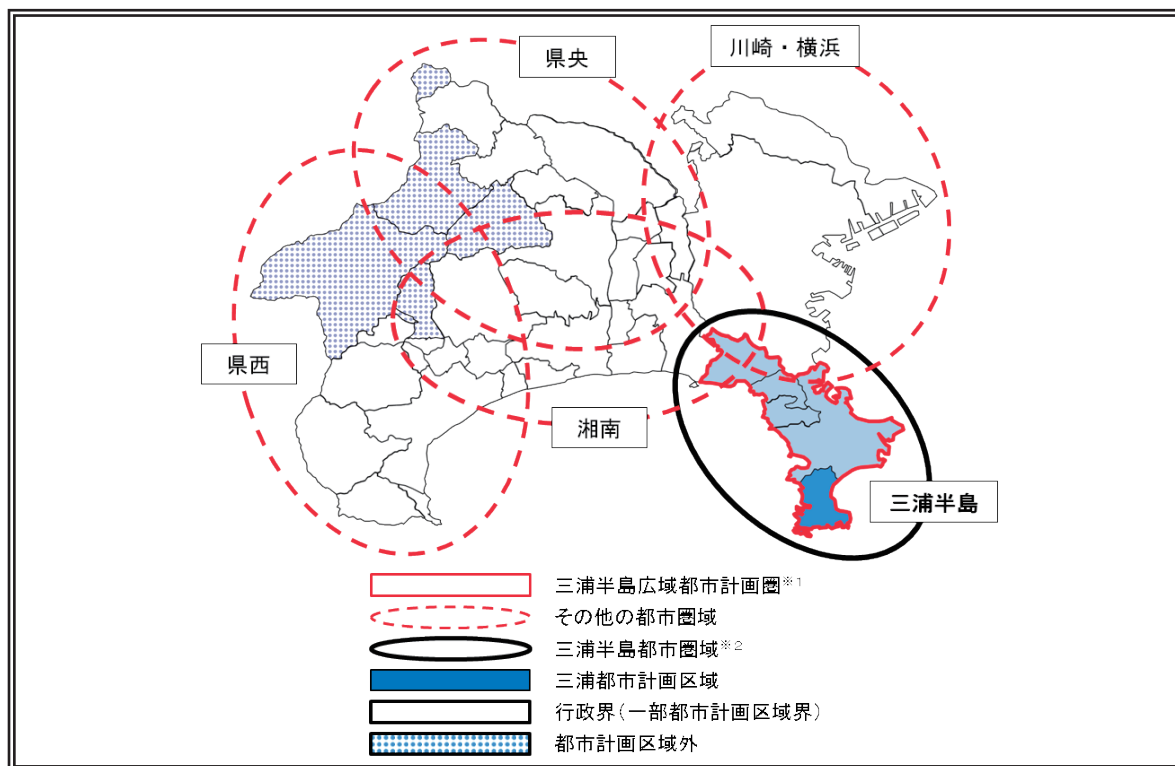 県央
川崎・横浜
県西
湘南
三浦半島
三浦半島広域都市計画圏※1
その他の都市圏域
三浦半島都市圏域※2
三浦都市計画区域
行政界(一部都市計画区域界)
都市計画区域外